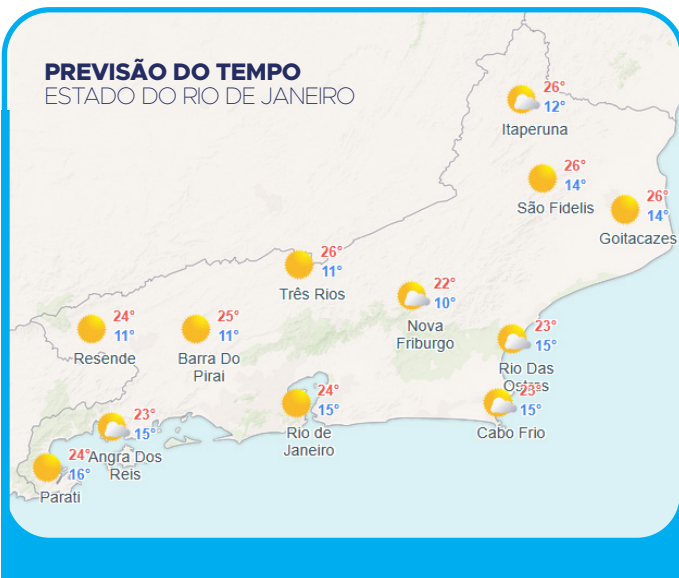 PREVISÃO DO TEMPO
ESTADO DO RIO DE JANEIRO
26°
12°
Itaperuna
26°
14°
São Fidelis
26°
14°
Goitacazes
26°
11°
Três Rios
22°
10°
Nova
Friburgo
24°
11°
Resende
25°
11°
Barra Do
Pirai
23°
15°
Rio Das
Ostras
24°
15°
Rio de
Janeiro
23°
15°
Cabo Frio
23°
15°
Angra Dos
Reis
24°
16°
Parati